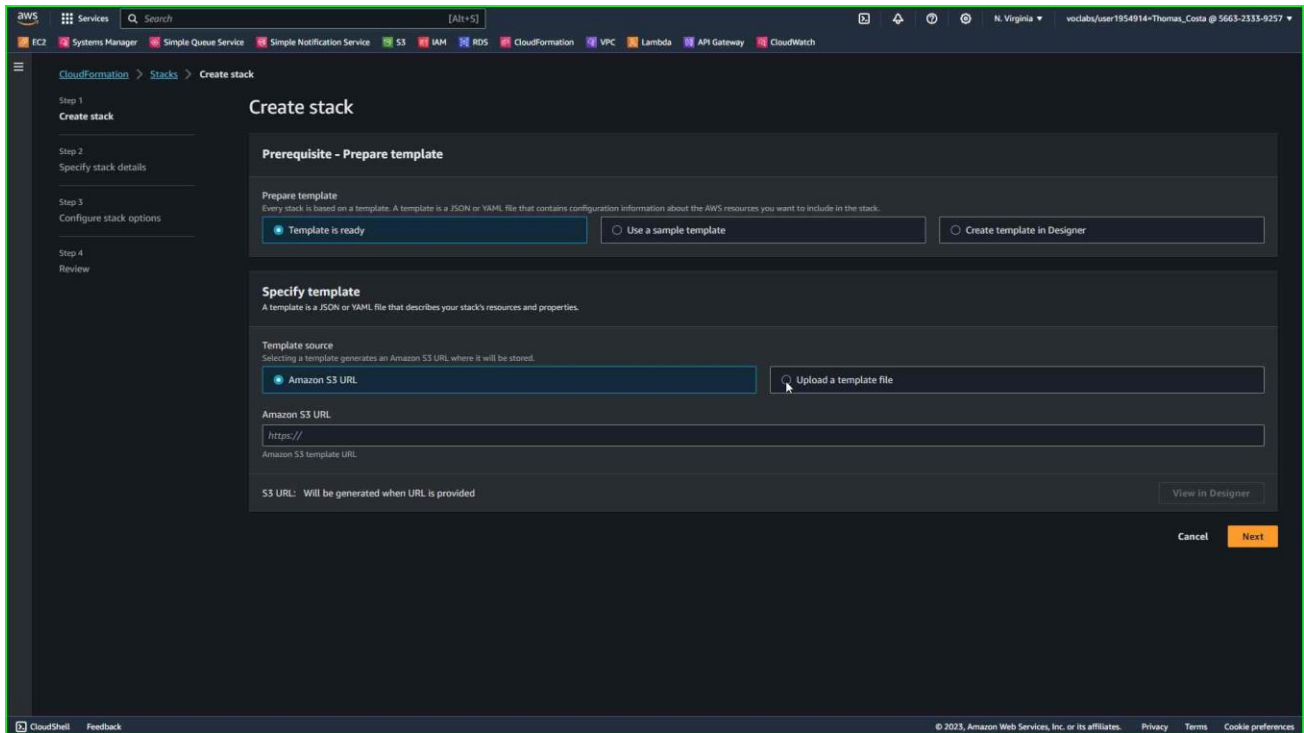 aws Services Search [Alt+S] N. Virginia voclabs/user1954914=Thomas_Costa @ 5663-2333-9257
EC2 Systems Manager Simple Queue Service Simple Notification Service S3 IAM RDS CloudFormation VPC Lambda API Gateway CloudWatch
CloudFormation > Stacks > Create stack
Step 1
Create stack
Step 2
Specify stack details
Step 3
Configure stack options
Step 4
Review
Create stack
Prerequisite - Prepare template
Prepare template
Every stack is based on a template. A template is a JSON or YAML file that contains configuration information about the AWS resources you want to include in the stack.
Template is ready Use a sample template Create template in Designer
Specify template
A template is a JSON or YAML file that describes your stack's resources and properties.
Template source
Selecting a template generates an Amazon S3 URL where it will be stored.
Amazon S3 URL Upload a template file
Amazon S3 URL
https://
Amazon S3 template URL
S3 URL: Will be generated when URL is provided View in Designer
Cancel Next
CloudShell Feedback © 2023, Amazon Web Services, Inc. or its affiliates. Privacy Terms Cookie preferences